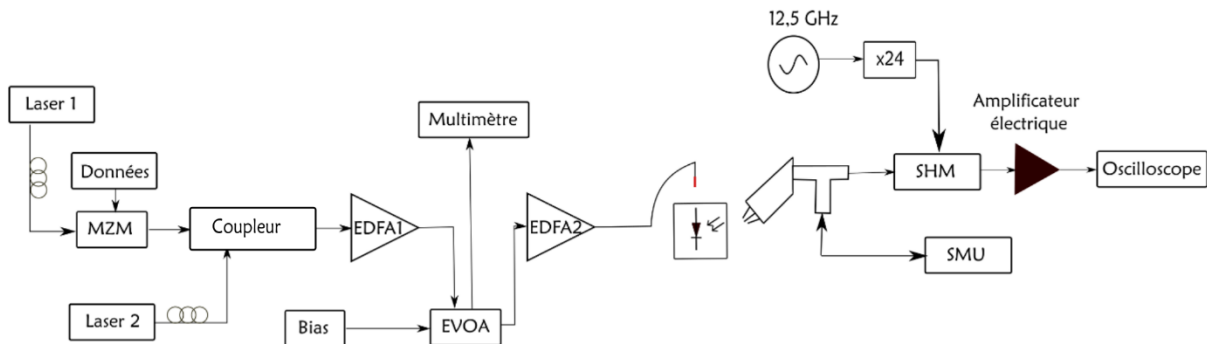 12,5 GHz
x24
Laser 1
Multimètre
Amplificateur
électrique
Données
SHM
Oscilloscope
MZM
Coupleur
EDFA1
EDFA2
SMU
Laser 2
Bias
EVOA